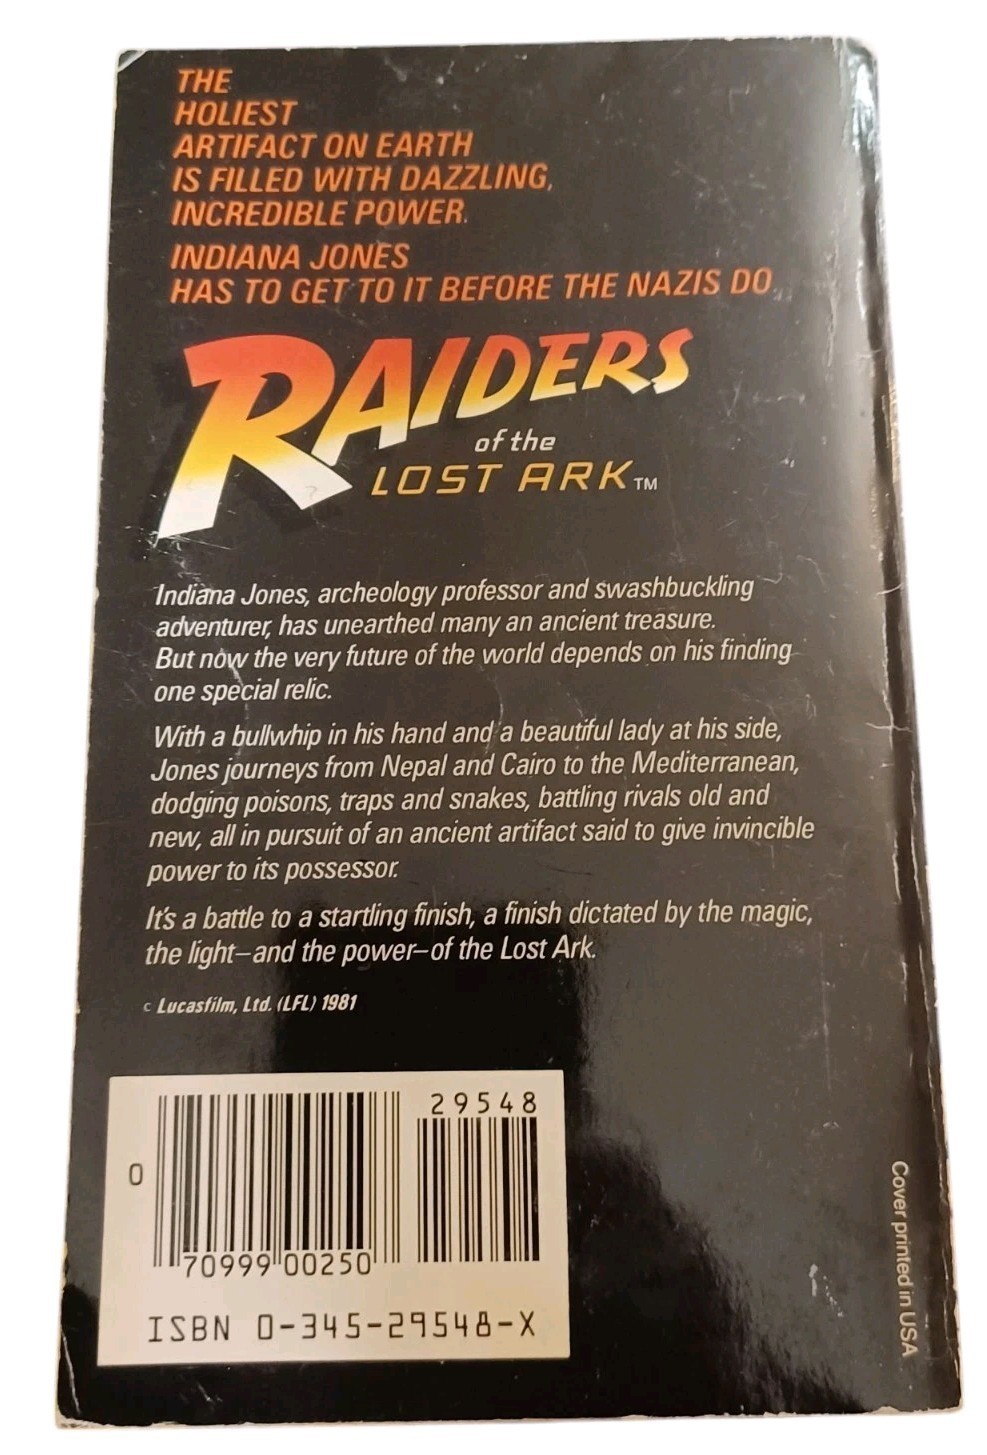 THE
HOLIEST
ARTIFACT ON EARTH
IS FILLED WITH DAZZLING,
INCREDIBLE POWER.
INDIANA JONES
HAS TO GET TO IT BEFORE THE NAZIS DO
RAIDERS
of the
LOST ARK™
Indiana Jones, archeology professor and swashbuckling
adventurer, has unearthed many an ancient treasure.
But now the very future of the world depends on his finding
one special relic.
With a bullwhip in his hand and a beautiful lady at his side,
Jones journeys from Nepal and Cairo to the Mediterranean,
dodging poisons, traps and snakes, battling rivals old and
new, all in pursuit of an ancient artifact said to give invincible
power to its possessor.
It's a battle to a startling finish, a finish dictated by the magic,
the light—and the power—of the Lost Ark.
c Lucasfilm, Ltd. (LFL) 1981
29548
0
70999 00250
ISBN 0-345-29548-X
Cover printed in USA